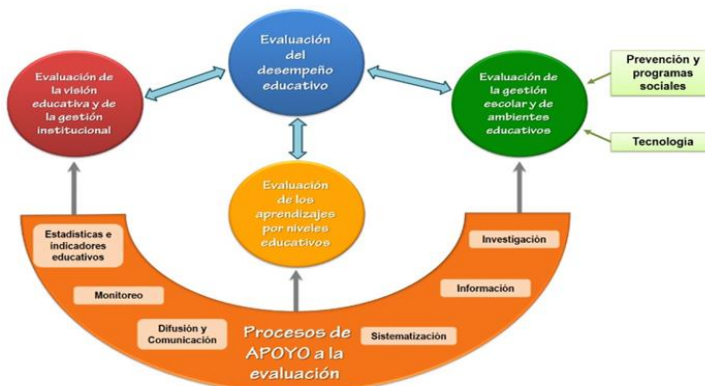 Evaluación
del
desempeño
educativo
Evaluación de
la visión
educativa y de
la gestión
institucional
Evaluación de
la gestión
escolar y de
ambientes
educativos
Prevención y
programas
sociales
Tecnología
Evaluación
de los
aprendizajes
por niveles
educativos
Estadísticas e
indicadores
educativos
Monitoreo
Difusión y
Comunicación
Procesos de
APOYO a la
evaluación
Sistematización
Información
Investigación